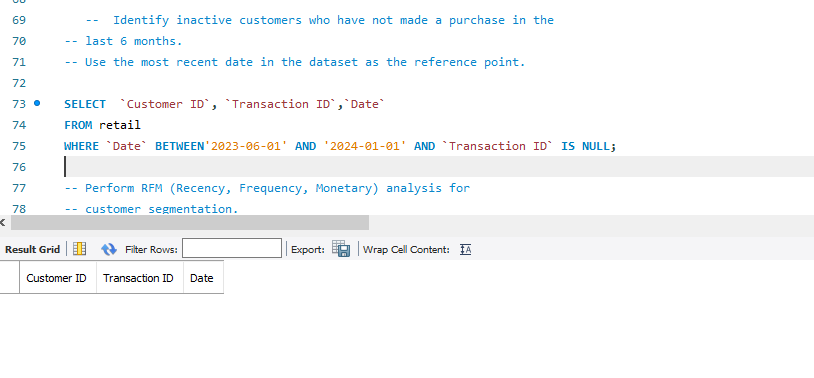 69 -- Identify inactive customers who have not made a purchase in the
70 -- last 6 months.
71 -- Use the most recent date in the dataset as the reference point.
72
73 SELECT `Customer ID`, `Transaction ID`,`Date`
74 FROM retail
75 WHERE `Date` BETWEEN'2023-06-01' AND '2024-01-01' AND `Transaction ID` IS NULL;
76
77 -- Perform RFM (Recency, Frequency, Monetary) analysis for
78 -- customer segmentation.
Result Grid Filter Rows: Export: Wrap Cell Content: IA
Customer ID Transaction ID Date